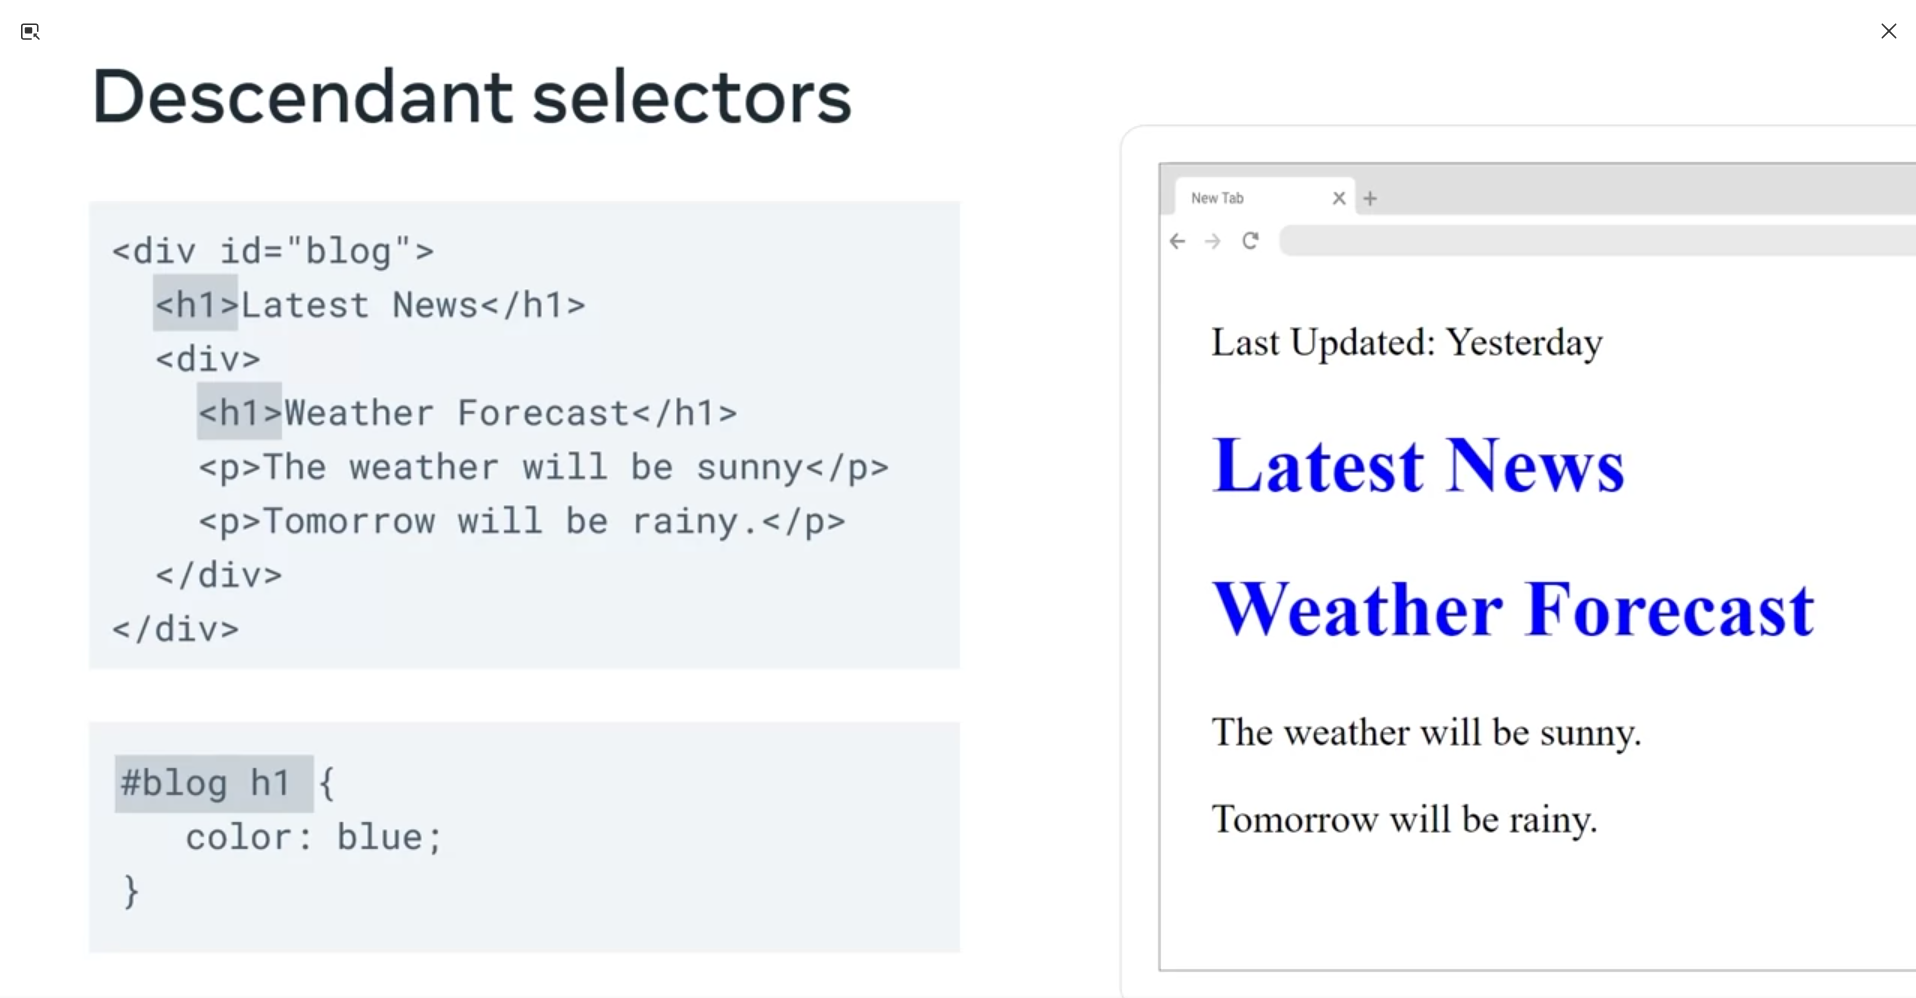 Descendant selectors
<div id="blog">
<h1>Latest News</h1>
<div>
<h1>Weather Forecast</h1>
<p>The weather will be sunny</p>
<p>Tomorrow will be rainy.</p>
</div>
</div>
#blog h1 {
color: blue;
}
New Tab
Last Updated: Yesterday
Latest News
Weather Forecast
The weather will be sunny.
Tomorrow will be rainy.